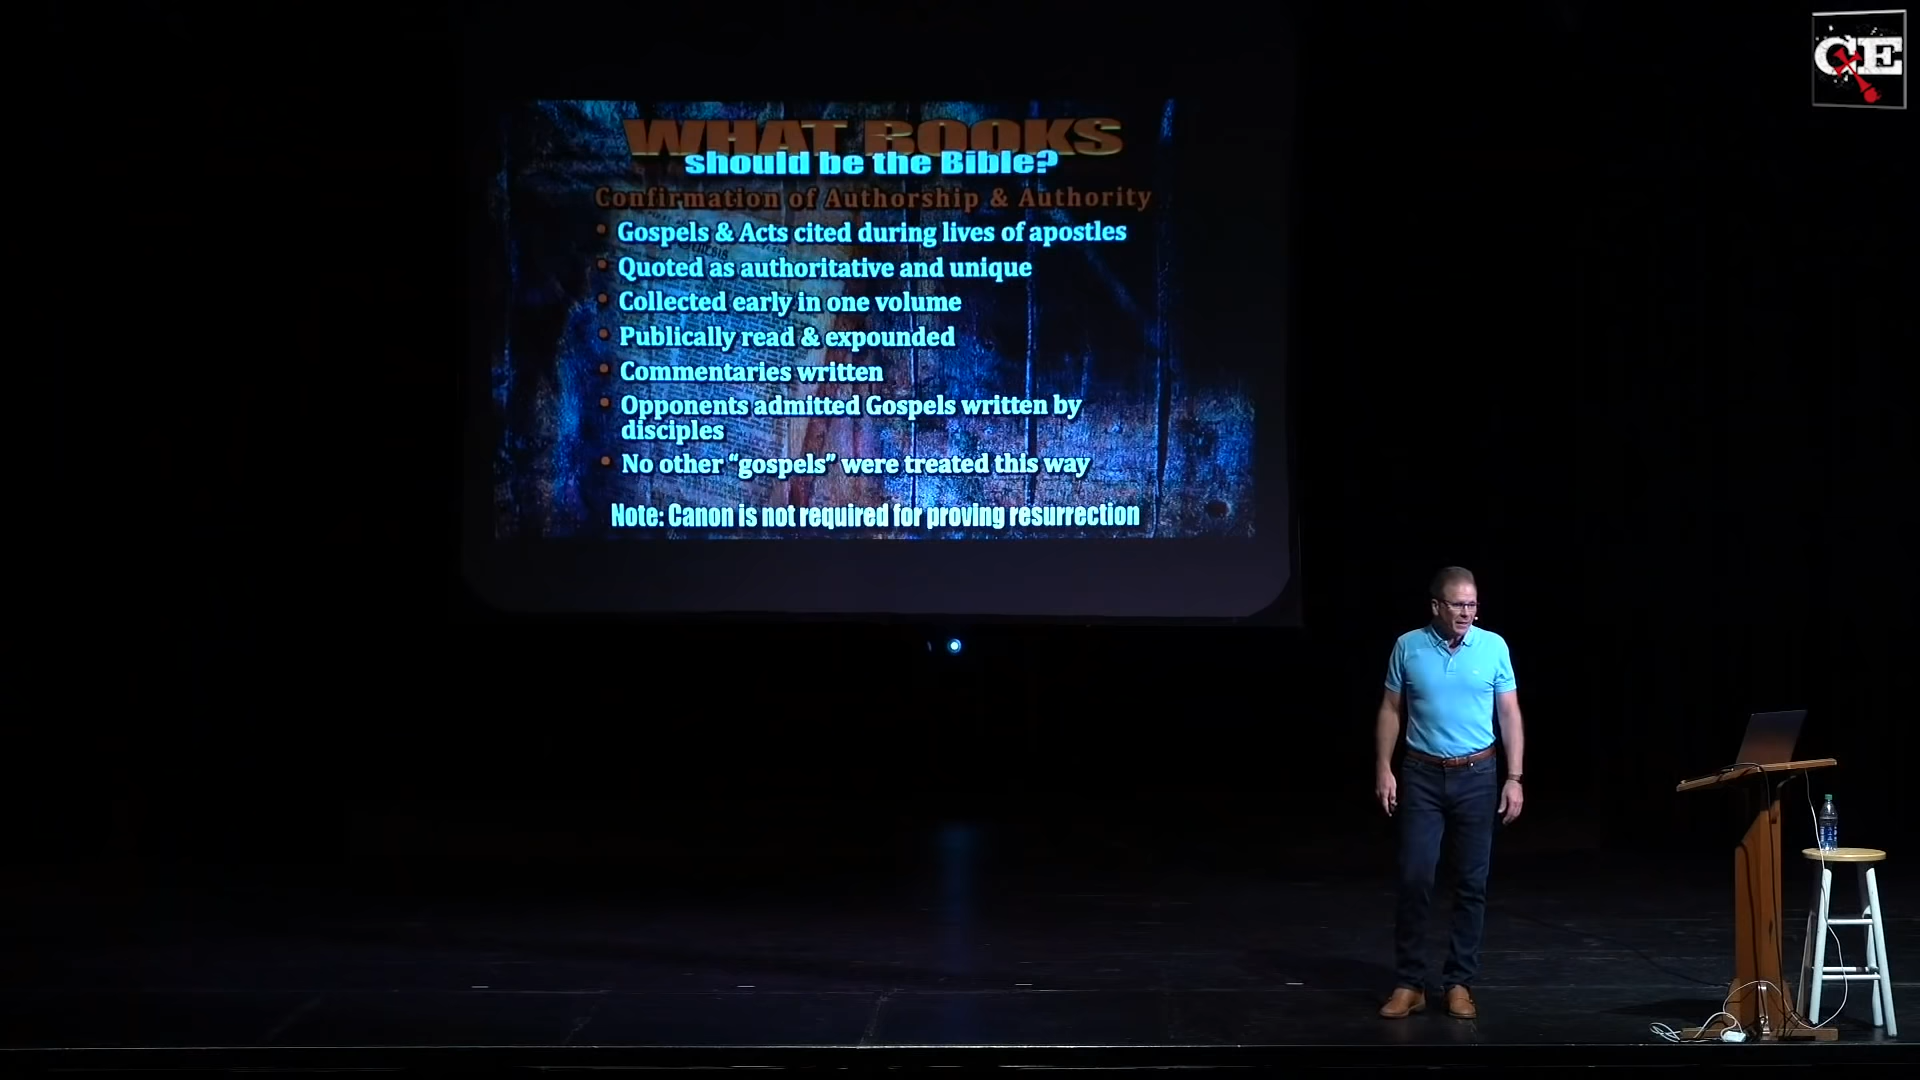 CE
WHAT BOOKS
should be the Bible?
Confirmation of Authorship & Authority
• Gospels & Acts cited during lives of apostles
• Quoted as authoritative and unique
• Collected early in one volume
• Publically read & expounded
• Commentaries written
• Opponents admitted Gospels written by
disciples
• No other “gospels” were treated this way
Note: Canon is not required for proving resurrection